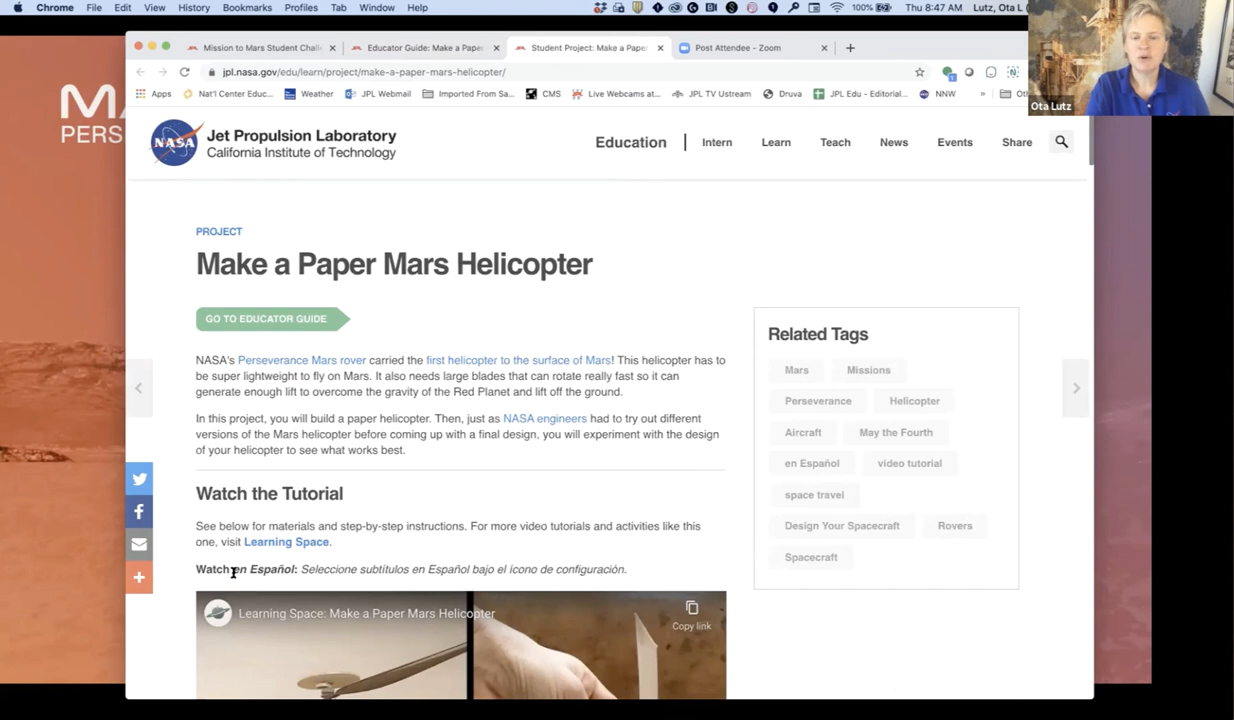 Chrome File Edit View History Bookmarks Profiles Tab Window Help 100% Thu 8:47 AM Lutz, Ota L
Mission to Mars Student Chall Educator Guide: Make a Pape Student Project: Make a Pape Post Attendee - Zoom
jpl.nasa.gov/edu/learn/project/make-a-paper-mars-helicopter/
Apps Nat'l Center Educ... Weather JPL Webmail Imported From Sa... CMS Live Webcams at... JPL TV Ustream Druva JPL Edu - Editorial... NNW » Ot
Ota Lutz
MA
PERS
NASA
Jet Propulsion Laboratory
California Institute of Technology
Education | Intern Learn Teach News Events Share
PROJECT
Make a Paper Mars Helicopter
GO TO EDUCATOR GUIDE
NASA's Perseverance Mars rover carried the first helicopter to the surface of Mars! This helicopter has to
be super lightweight to fly on Mars. It also needs large blades that can rotate really fast so it can
generate enough lift to overcome the gravity of the Red Planet and lift off the ground.
In this project, you will build a paper helicopter. Then, just as NASA engineers had to try out different
versions of the Mars helicopter before coming up with a final design, you will experiment with the design
of your helicopter to see what works best.
Watch the Tutorial
See below for materials and step-by-step instructions. For more video tutorials and activities like this
one, visit Learning Space.
Watch en Español: Seleccione subtítulos en Español bajo el ícono de configuración.
Learning Space: Make a Paper Mars Helicopter
Copy link
Related Tags
Mars Missions
Perseverance Helicopter
Aircraft May the Fourth
en Español video tutorial
space travel
Design Your Spacecraft Rovers
Spacecraft